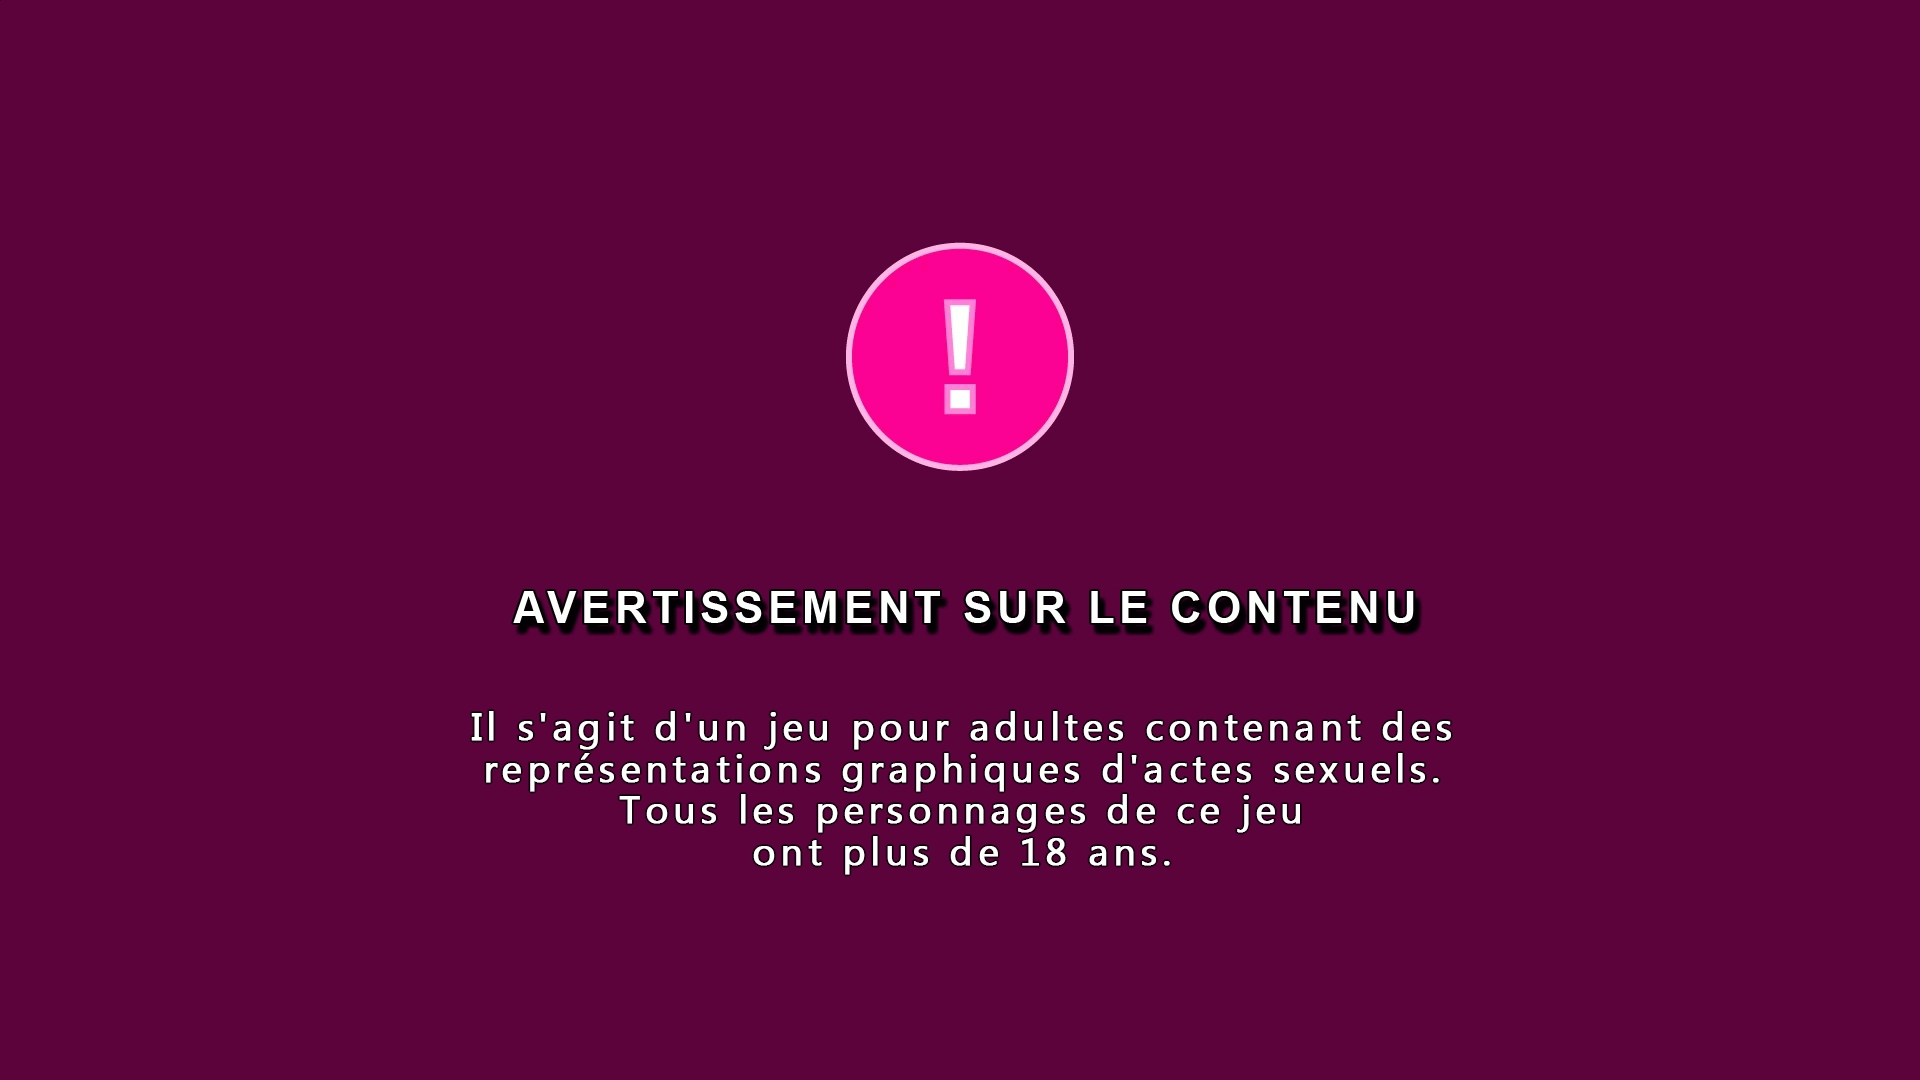 !
AVERTISSEMENT SUR LE CONTENU
Il s'agit d'un jeu pour adultes contenant des
représentations graphiques d'actes sexuels.
Tous les personnages de ce jeu
ont plus de 18 ans.